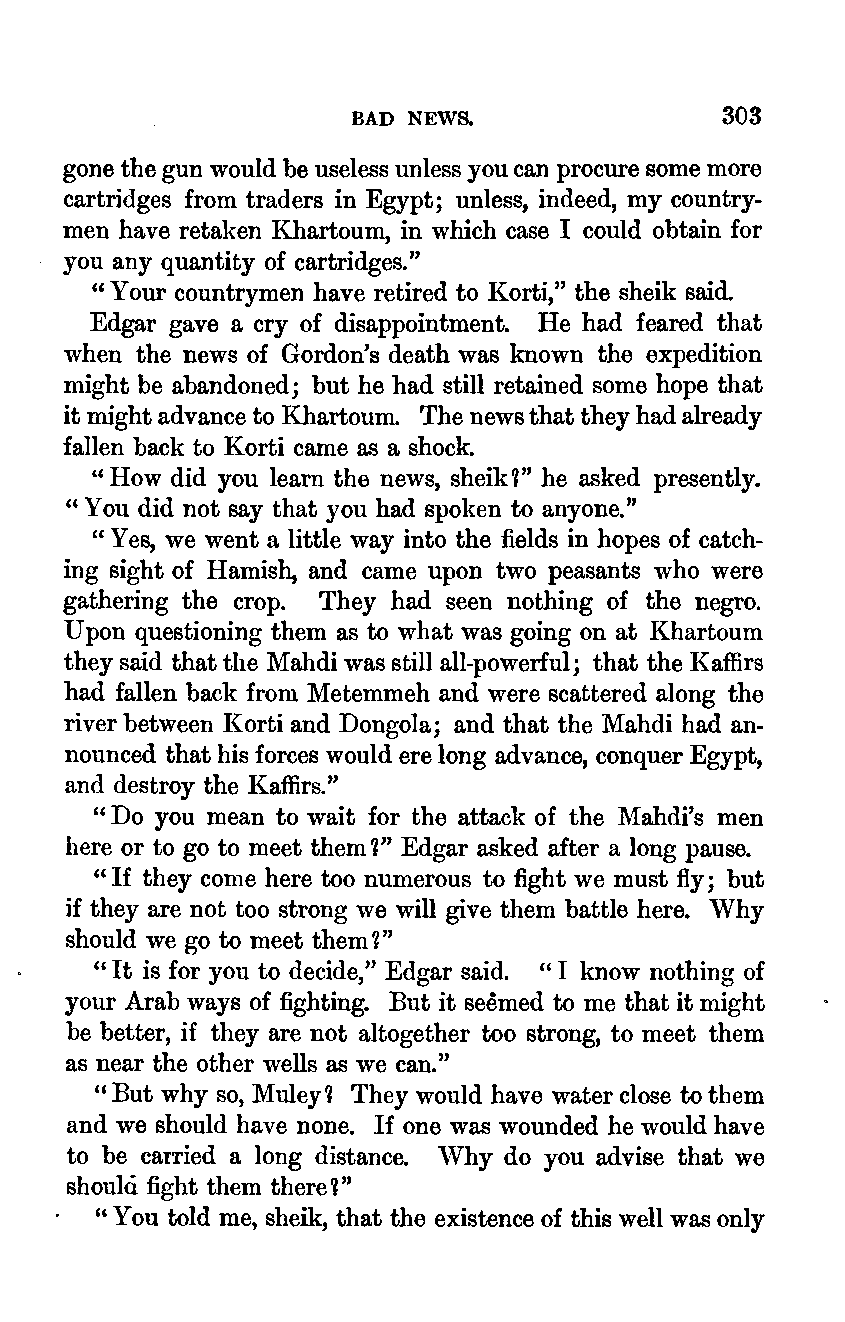 BAD NEWS. 303
gone the gun would be useless unless you can procure some more
cartridges from traders in Egypt; unless, indeed, my country-
men have retaken Khartoum, in which case I could obtain for
you any quantity of cartridges.”
“Your countrymen have retired to Korti,” the sheik said.
Edgar gave a cry of disappointment. He had feared that
when the news of Gordon’s death was known the expedition
might be abandoned; but he had still retained some hope that
it might advance to Khartoum. The news that they had already
fallen back to Korti came as a shock.
“How did you learn the news, sheik?” he asked presently.
“You did not say that you had spoken to anyone.”
“Yes, we went a little way into the fields in hopes of catch-
ing sight of Hamish, and came upon two peasants who were
gathering the crop. They had seen nothing of the negro.
Upon questioning them as to what was going on at Khartoum
they said that the Mahdi was still all-powerful; that the Kaffirs
had fallen back from Metemmeh and were scattered along the
river between Korti and Dongola; and that the Mahdi had an-
nounced that his forces would ere long advance, conquer Egypt,
and destroy the Kaffirs.”
“Do you mean to wait for the attack of the Mahdi’s men
here or to go to meet them?” Edgar asked after a long pause.
“If they come here too numerous to fight we must fly; but
if they are not too strong we will give them battle here. Why
should we go to meet them?”
“It is for you to decide,” Edgar said. “I know nothing of
your Arab ways of fighting. But it seemed to me that it might
be better, if they are not altogether too strong, to meet them
as near the other wells as we can.”
“But why so, Muley? They would have water close to them
and we should have none. If one was wounded he would have
to be carried a long distance. Why do you advise that we
should fight them there?”
“You told me, sheik, that the existence of this well was only